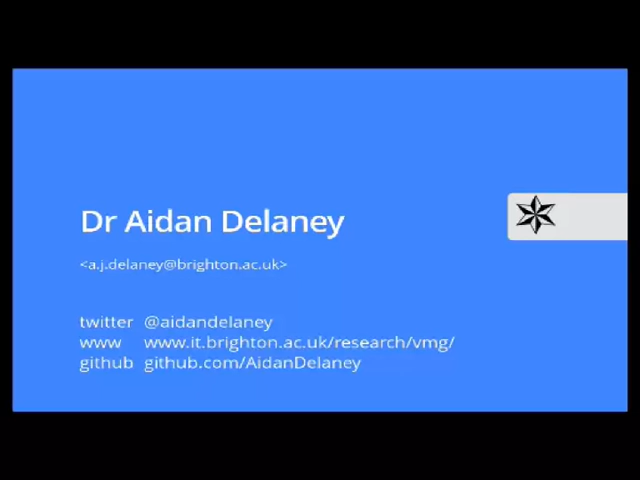 Dr Aidan Delaney
<a.j.delaney@brighton.ac.uk>
twitter @aidandelaney
www www.it.brighton.ac.uk/research/vmg/
github github.com/AidanDelaney